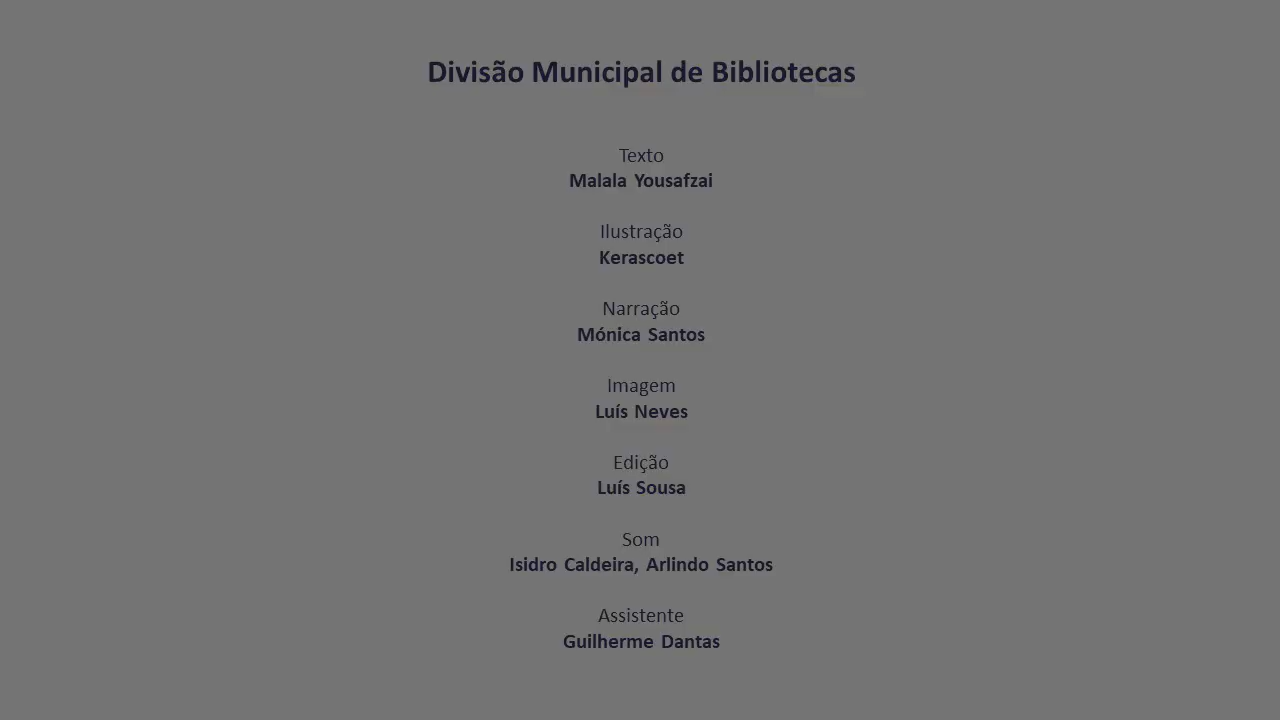 Divisão Municipal de Bibliotecas
Texto
Malala Yousafzai
Ilustração
Kerascoet
Narração
Mónica Santos
Imagem
Luís Neves
Edição
Luís Sousa
Som
Isidro Caldeira, Arlindo Santos
Assistente
Guilherme Dantas